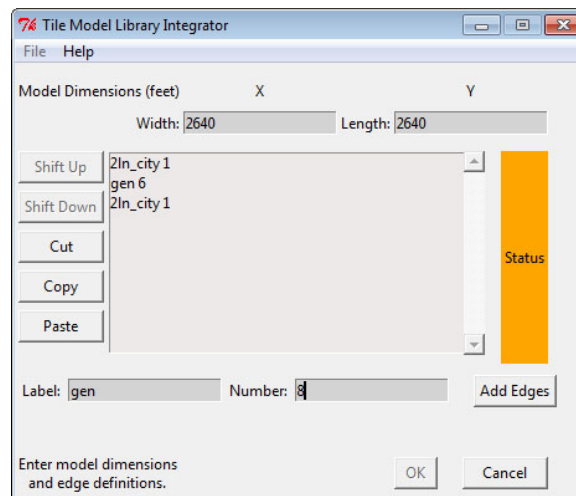 Tile Model Library Integrator
File Help
Model Dimensions (feet) X Y
Width: 2640 Length: 2640
Shift Up
Shift Down
Cut
Copy
Paste
2ln_city 1
gen 6
2ln_city 1
Status
Label: gen Number: 8 Add Edges
Enter model dimensions
and edge definitions.
OK Cancel